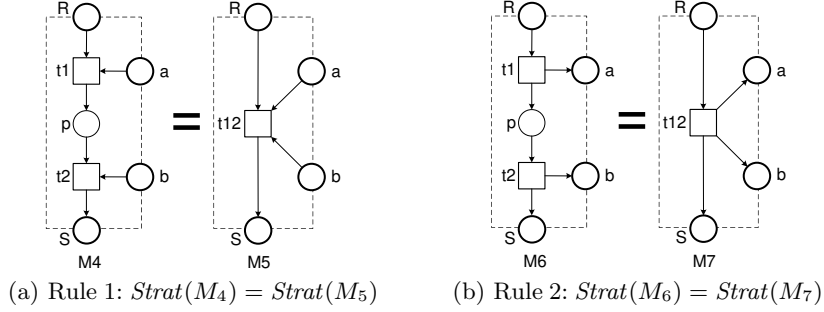 R
t1
a
p
t2
b
S
M4
=
R
a
t12
b
S
M5
R
t1
a
p
t2
b
S
M6
=
R
a
t12
b
S
M7
(a) Rule 1: Strat(M4) = Strat(M5)
(b) Rule 2: Strat(M6) = Strat(M7)